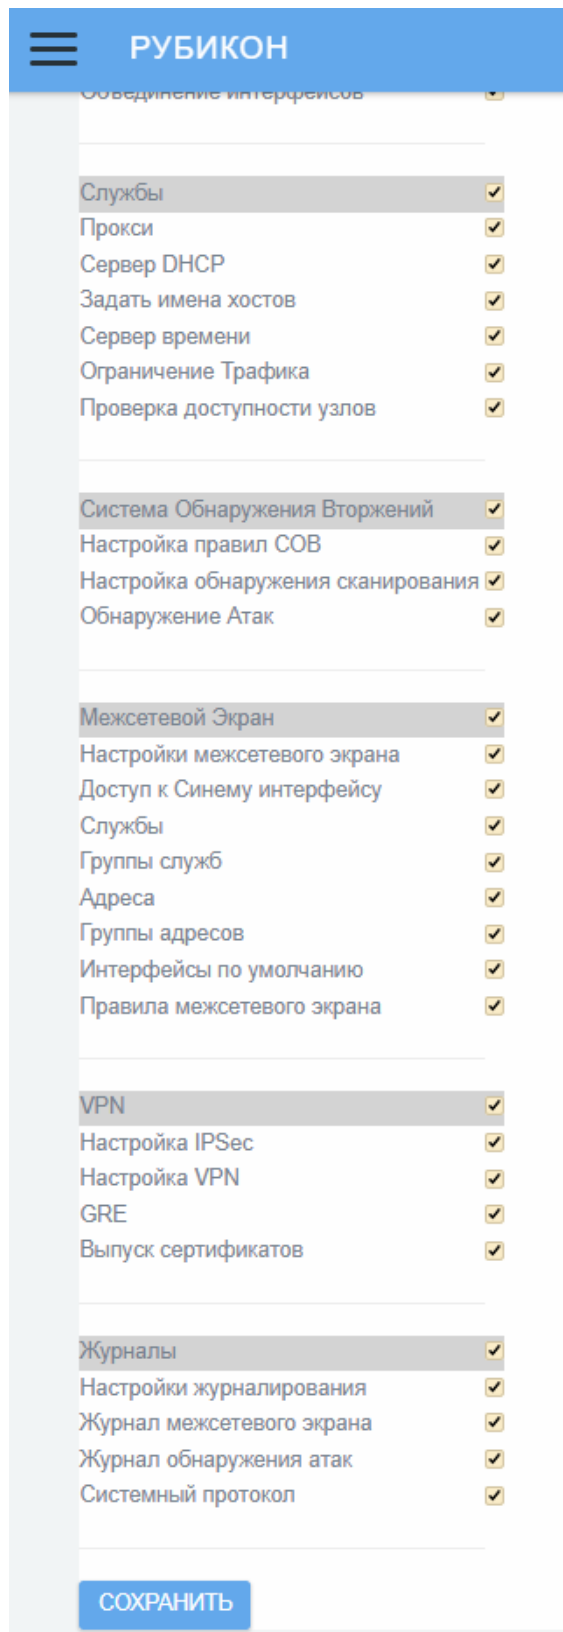 РУБИКОН
Объединение интерфейсов
Службы
Прокси
Сервер DHCP
Задать имена хостов
Сервер времени
Ограничение Трафика
Проверка доступности узлов
Система Обнаружения Вторжений
Настройка правил СОВ
Настройка обнаружения сканирования
Обнаружение Атак
Межсетевой Экран
Настройки межсетевого экрана
Доступ к Синему интерфейсу
Службы
Группы служб
Адреса
Группы адресов
Интерфейсы по умолчанию
Правила межсетевого экрана
VPN
Настройка IPSec
Настройка VPN
GRE
Выпуск сертификатов
Журналы
Настройки журналирования
Журнал межсетевого экрана
Журнал обнаружения атак
Системный протокол
СОХРАНИТЬ